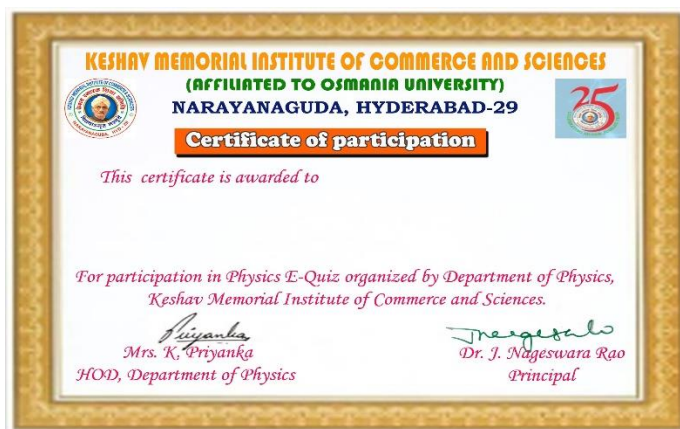 KESHAV MEMORIAL INSTITUTE OF COMMERCE AND SCIENCES
(AFFILIATED TO OSMANIA UNIVERSITY)
NARAYANAGUDA, HYDERABAD-29
25
Certificate of participation
This certificate is awarded to
For participation in Physics E-Quiz organized by Department of Physics,
Keshav Memorial Institute of Commerce and Sciences.
Priyanka
Mrs. K. Priyanka
HOD, Department of Physics
Dr. J. Nageswara Rao
Principal